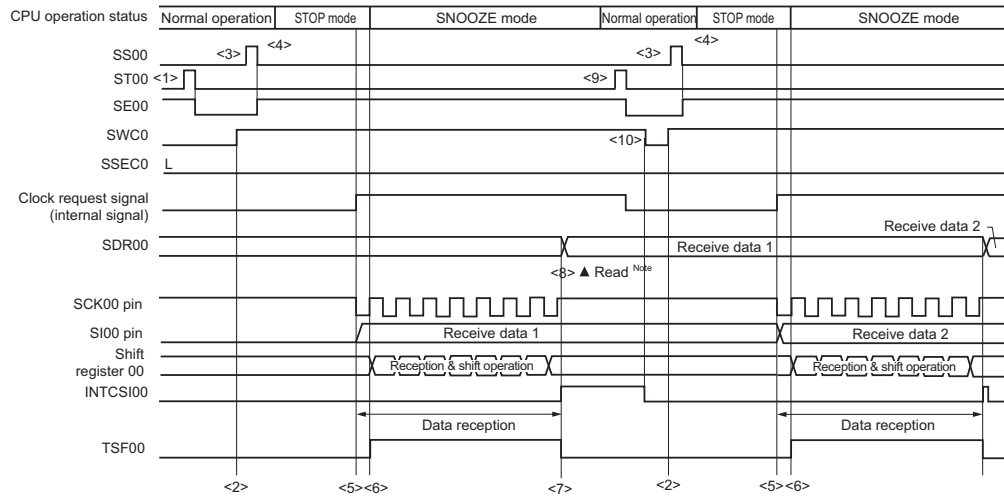 CPU operation status Normal operation STOP mode SNOOZE mode Normal operation STOP mode SNOOZE mode
<3> <4> <3> <4>
SS00
ST00 <1> <9>
SE00
SWC0 <10>
SSEC0 L
Clock request signal
(internal signal)
Receive data 2
SDR00 Receive data 1
<8> ▲ Read Note
SCK00 pin
SI00 pin Receive data 1 Receive data 2
Shift
register 00 Reception & shift operation Reception & shift operation
INTCSI00
Data reception Data reception
TSF00
<2> <5> <6> <7> <2> <5> <6>